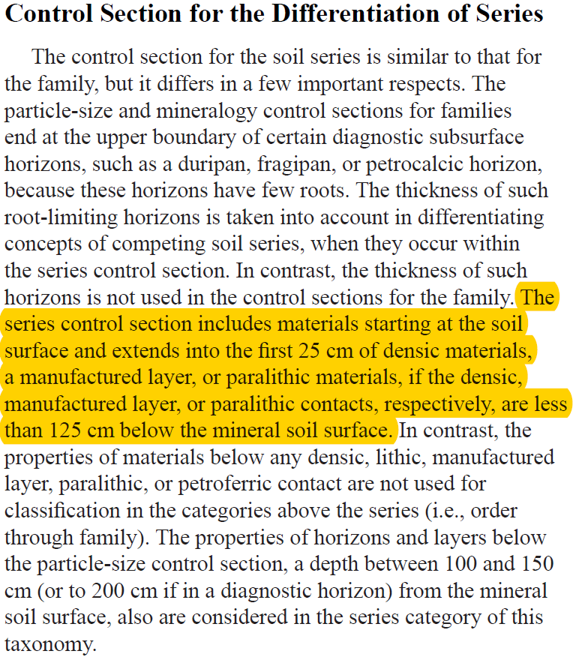 Control Section for the Differentiation of Series
The control section for the soil series is similar to that for
the family, but it differs in a few important respects. The
particle-size and mineralogy control sections for families
end at the upper boundary of certain diagnostic subsurface
horizons, such as a duripan, fragipan, or petrocalcic horizon,
because these horizons have few roots. The thickness of such
root-limiting horizons is taken into account in differentiating
concepts of competing soil series, when they occur within
the series control section. In contrast, the thickness of such
horizons is not used in the control sections for the family. The
series control section includes materials starting at the soil
surface and extends into the first 25 cm of densic materials,
a manufactured layer, or paralithic materials, if the densic,
manufactured layer, or paralithic contacts, respectively, are less
than 125 cm below the mineral soil surface. In contrast, the
properties of materials below any densic, lithic, manufactured
layer, paralithic, or petroferric contact are not used for
classification in the categories above the series (i.e., order
through family). The properties of horizons and layers below
the particle-size control section, a depth between 100 and 150
cm (or to 200 cm if in a diagnostic horizon) from the mineral
soil surface, also are considered in the series category of this
taxonomy.